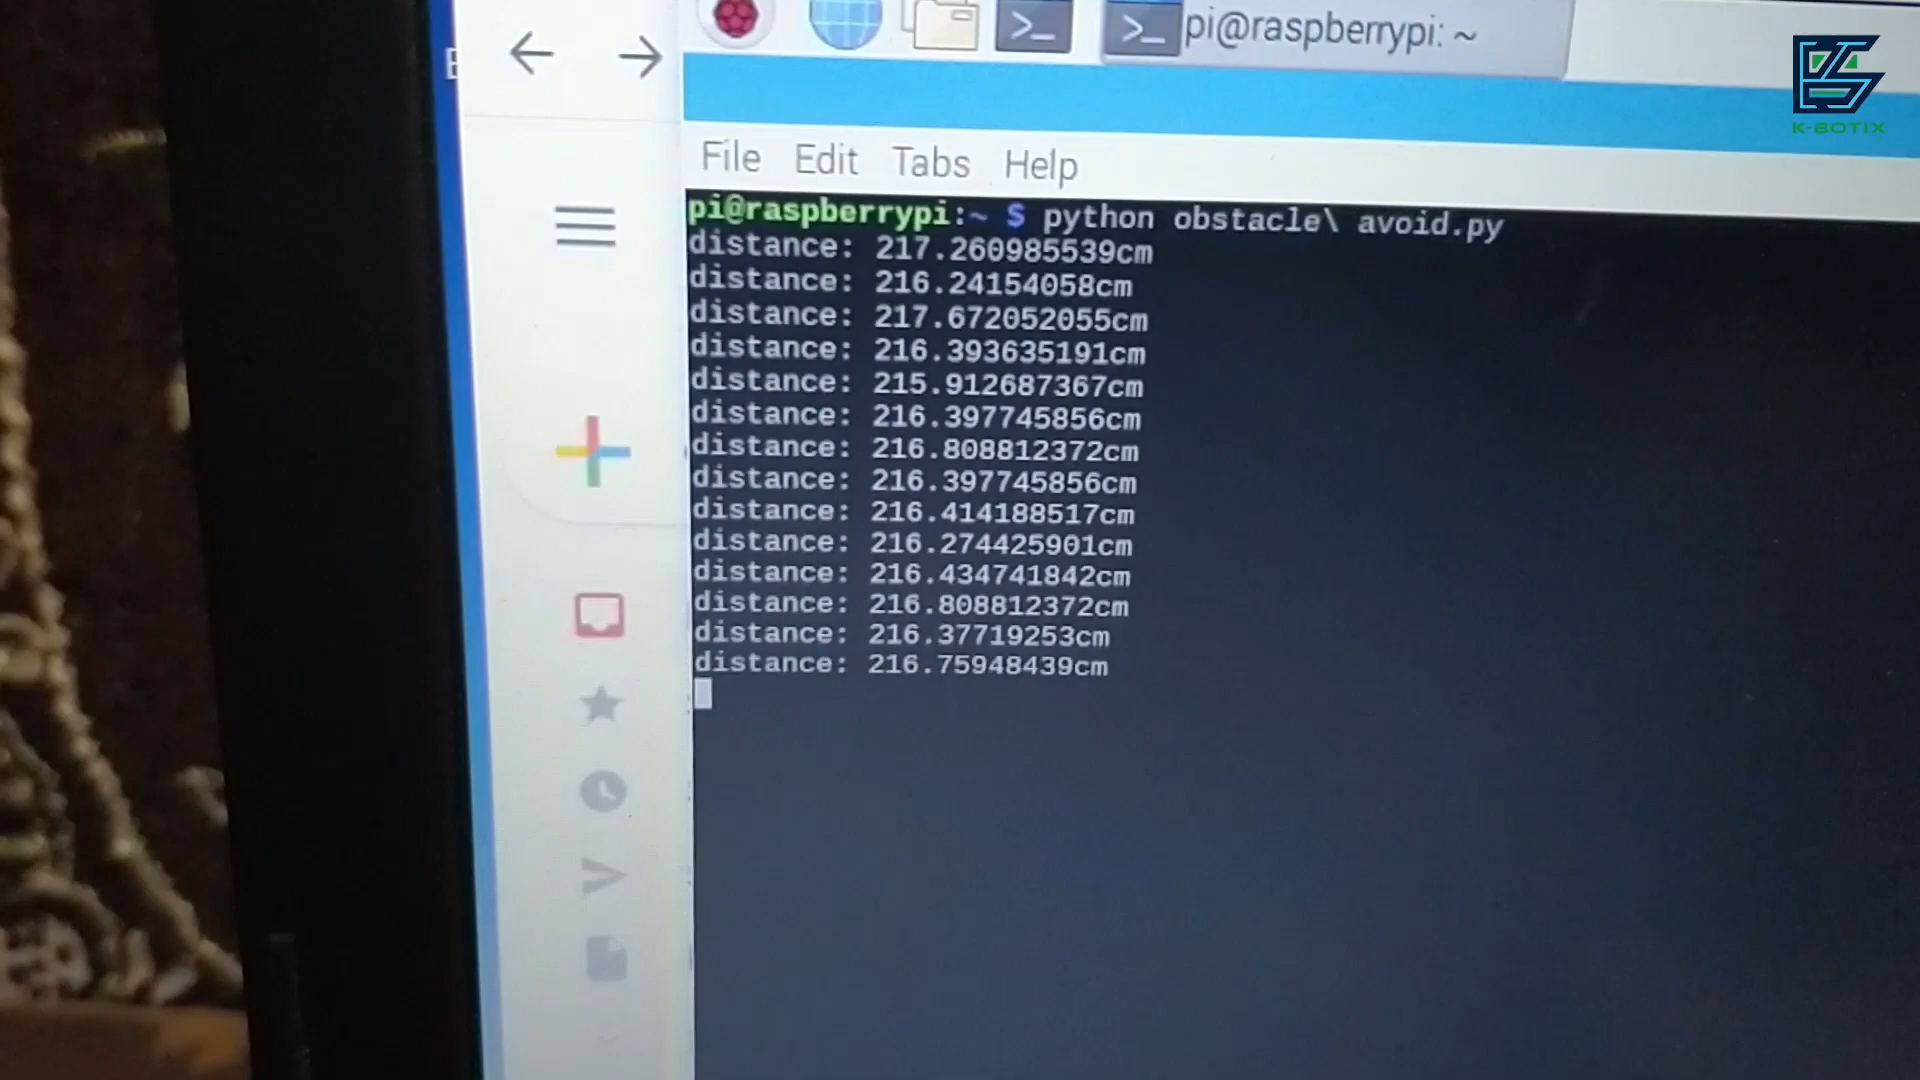 pi@raspberrypi: ~
K-BOTIX
File Edit Tabs Help
pi@raspberrypi:~ $ python obstacle\ avoid.py
distance: 217.260985539cm
distance: 216.24154058cm
distance: 217.672052055cm
distance: 216.393635191cm
distance: 215.912687367cm
distance: 216.397745856cm
distance: 216.808812372cm
distance: 216.397745856cm
distance: 216.414188517cm
distance: 216.274425901cm
distance: 216.434741842cm
distance: 216.808812372cm
distance: 216.37719253cm
distance: 216.75948439cm